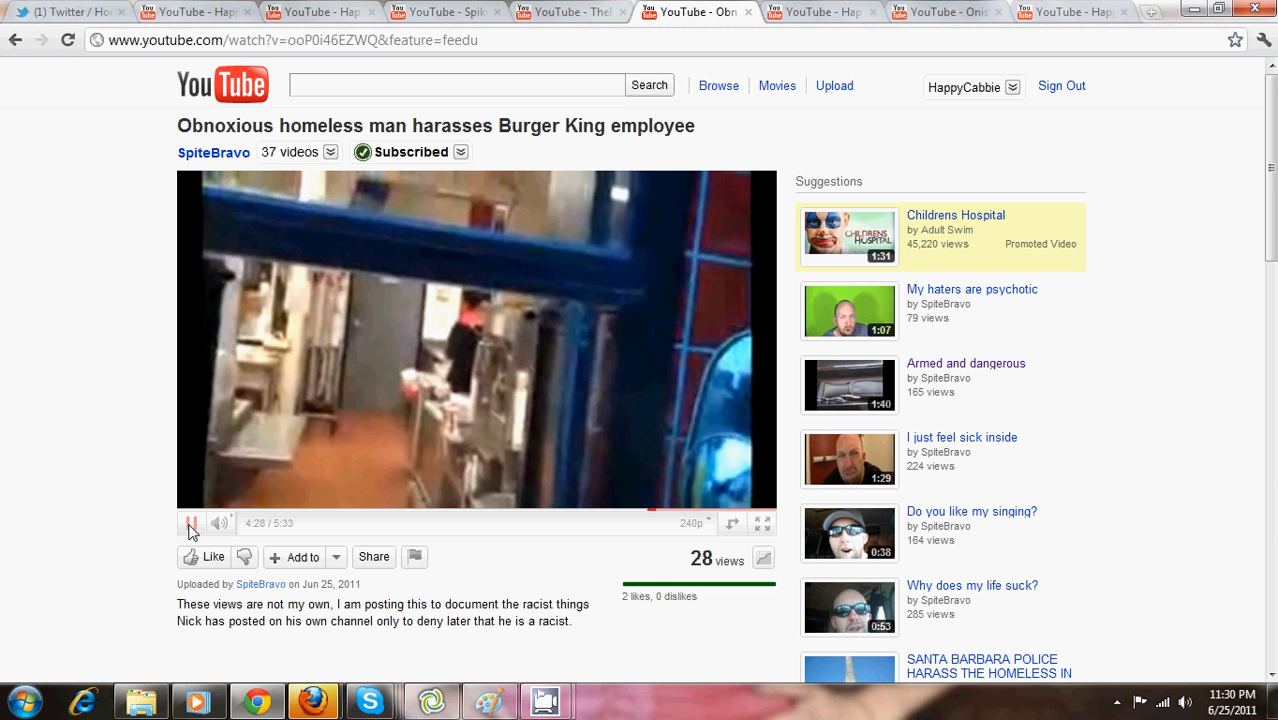 (1) Twitter / Ho
YouTube - Happ
YouTube - Hap
YouTube - Spik
YouTube - TheF
YouTube - Obn
YouTube - Hap
YouTube - Onis
YouTube - Hap
www.youtube.com/watch?v=ooP0i46EZWQ&feature=feedu
YouTube
Search
Browse
Movies
Upload
HappyCabbie
Sign Out
Obnoxious homeless man harasses Burger King employee
SpiteBravo 37 videos Subscribed
Suggestions
CHILDRENS HOSPITAL
1:31
Childrens Hospital
by Adult Swim
45,220 views Promoted Video
1:07
My haters are psychotic
by SpiteBravo
79 views
1:40
Armed and dangerous
by SpiteBravo
165 views
1:29
I just feel sick inside
by SpiteBravo
224 views
0:38
Do you like my singing?
by SpiteBravo
164 views
0:53
Why does my life suck?
by SpiteBravo
285 views
SANTA BARBARA POLICE
HARASS THE HOMELESS IN
4:28 / 5:33
240p
Like
Add to
Share
28 views
Uploaded by SpiteBravo on Jun 25, 2011
2 likes, 0 dislikes
These views are not my own, I am posting this to document the racist things
Nick has posted on his own channel only to deny later that he is a racist.
11:30 PM
6/25/2011